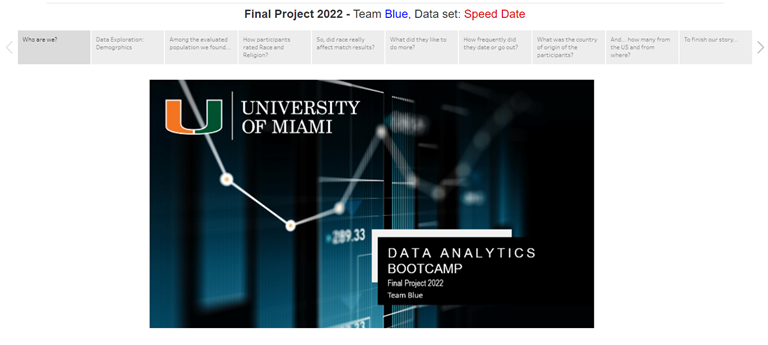 Final Project 2022 - Team Blue, Data set: Speed Date
Who are we?
Data Exploration:
Demogrohics
Among the evaluated
population we found...
How participants
rated Race and
Religion?
So, did race really
affect match results?
What did they like to
do more?
How frequently did
they date or go out?
What was the country
of origin of the
participants?
And... how many from
the US and from
where?
To finish our story...
UNIVERSITY
OF MIAMI
289.33
DATA ANALYTICS
BOOTCAMP
Final Project 2022
Team Blue